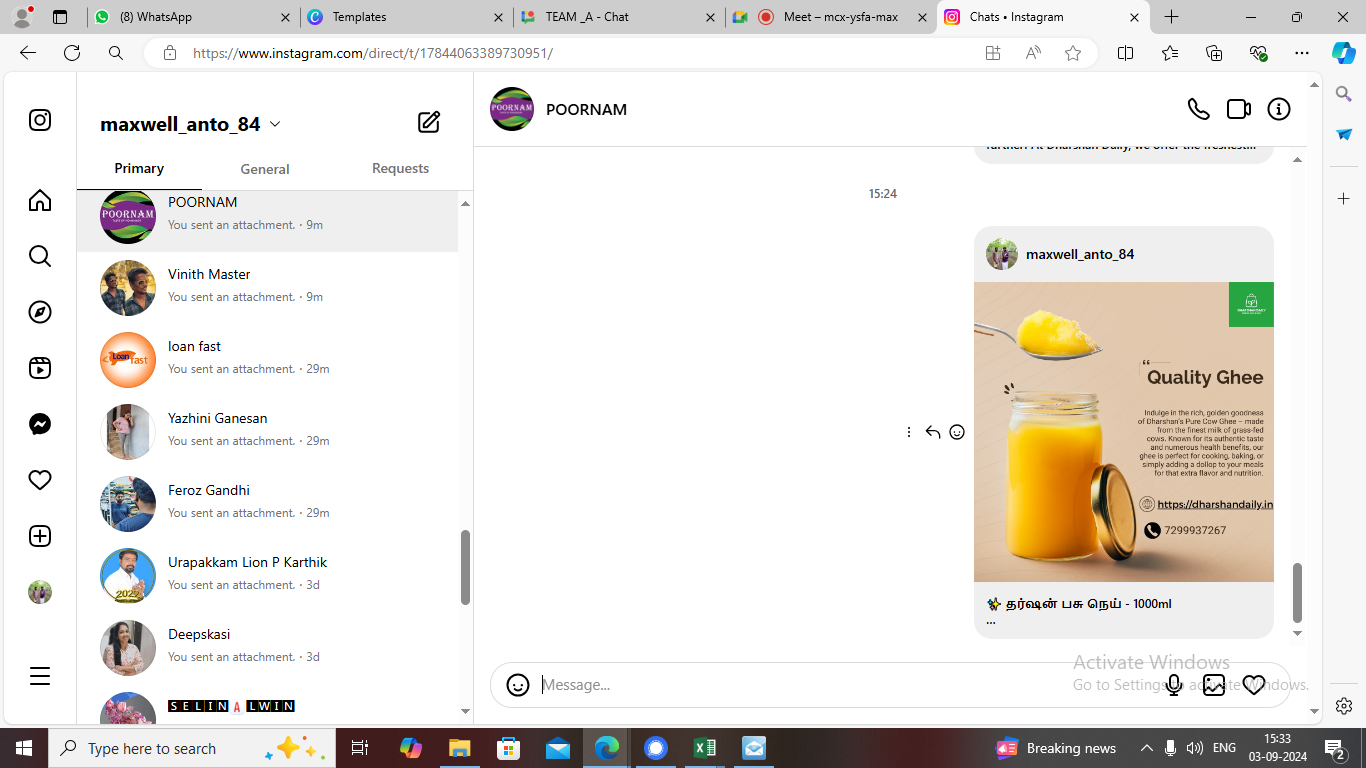 (8) WhatsApp
Templates
TEAM _A - Chat
Meet – mcx-ysfa-max
Chats • Instagram
https://www.instagram.com/direct/t/17844063389730951/
maxwell_anto_84
Primary
General
Requests
POORNAM
You sent an attachment. · 9m
Vinith Master
You sent an attachment. · 9m
loan fast
You sent an attachment. · 29m
Yazhini Ganesan
You sent an attachment. · 29m
Feroz Gandhi
You sent an attachment. · 29m
Urapakkam Lion P Karthik
You sent an attachment. · 3d
Deepskasi
You sent an attachment. · 3d
SELIN A LWIN
POORNAM
POORNAM
Loan fast
further! At Dharshan Daily, we offer the freshest...
15:24
maxwell_anto_84
DHARSHAN DAILY
“ Quality Ghee
Indulge in the rich, golden goodness
of Dharshan's Pure Cow Ghee – made
from the finest milk of grass-fed
cows. Known for its authentic taste
and numerous health benefits, our
ghee is perfect for cooking, baking, or
simply adding a dollop to your meals
for that extra flavor and nutrition.
https://dharshandaily.in
7299937267
✨ தர்ஷன் பசு நெய் - 1000ml
...
Message...
Activate Windows
Go to Settings to activate Windows.
Type here to search
Breaking news
ENG
15:33
03-09-2024
2